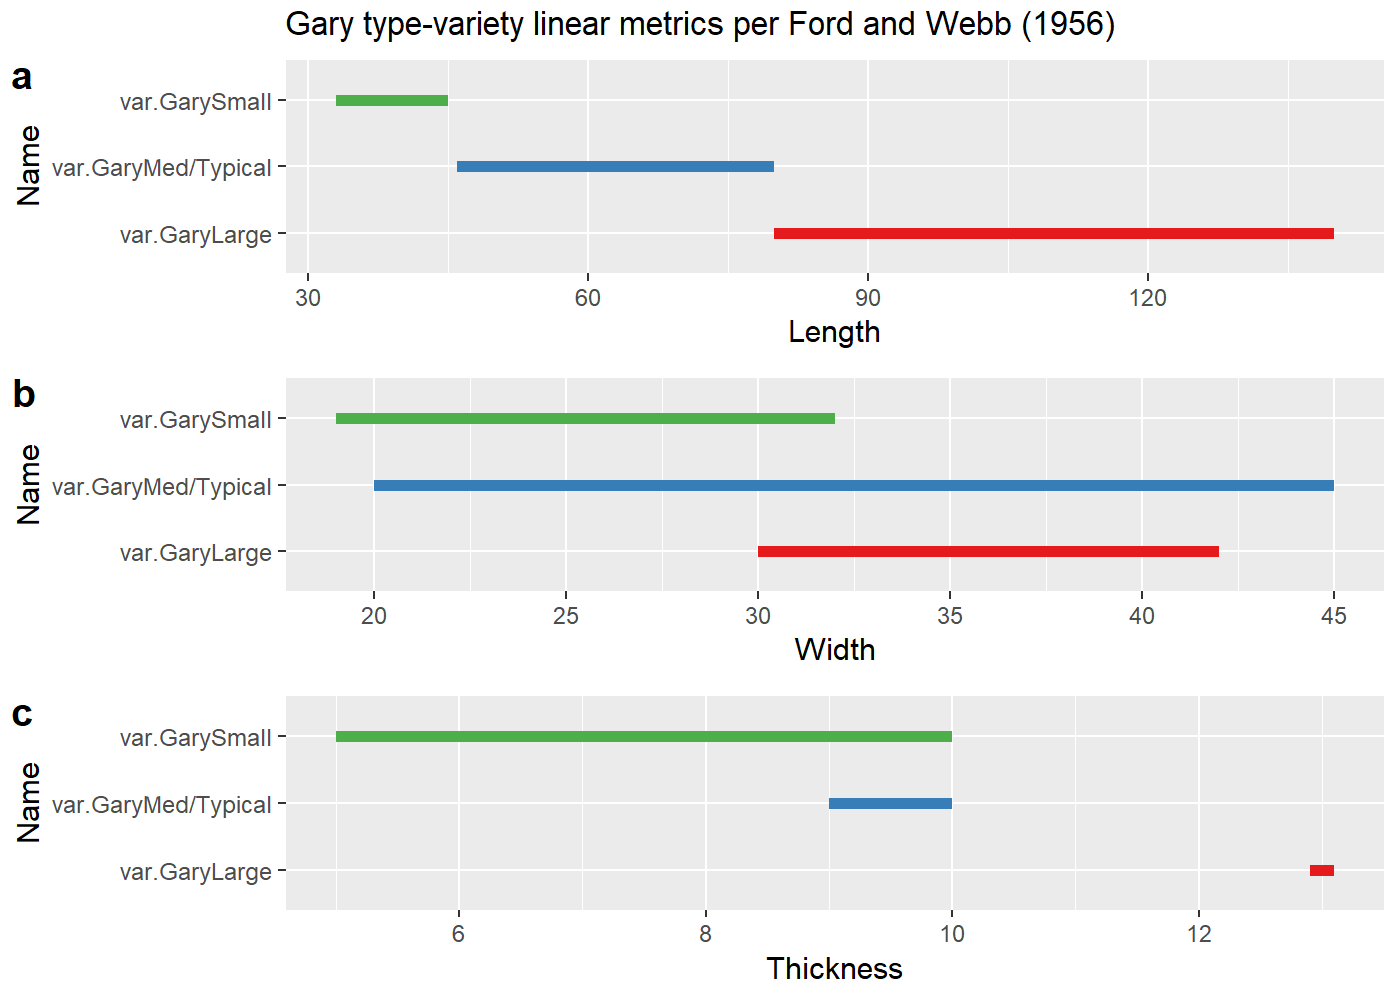 Gary type-variety linear metrics per Ford and Webb (1956)
a
Name
var.GarySmall
var.GaryMed/Typical
var.GaryLarge
30 60 90 120
Length
b
Name
var.GarySmall
var.GaryMed/Typical
var.GaryLarge
20 25 30 35 40 45
Width
c
Name
var.GarySmall
var.GaryMed/Typical
var.GaryLarge
6 8 10 12
Thickness